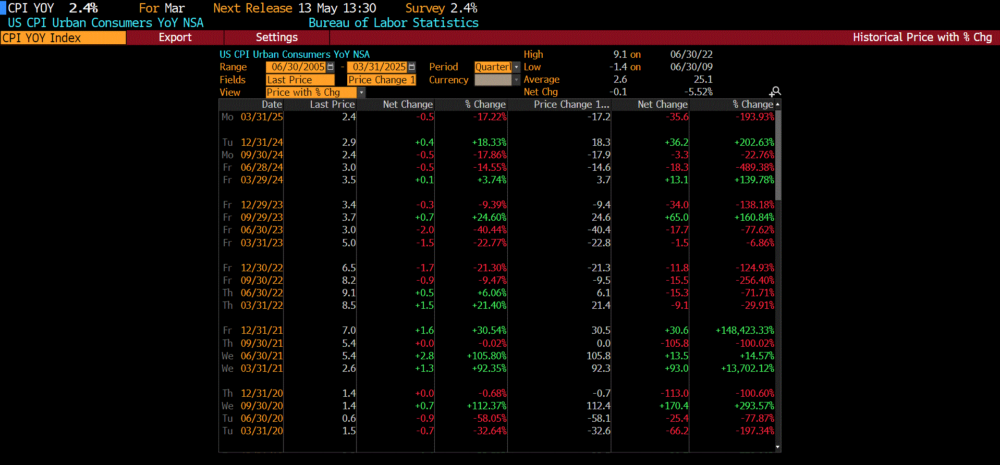 CPI YOY 2.4% For Mar Next Release 13 May 13:30 Survey 2.4%
US CPI Urban Consumers YoY NSA Bureau of Labor Statistics
CPI YOY Index Export Settings Historical Price with % Chg
US CPI Urban Consumers YoY NSA High 9.1 on 06/30/22
Range 06/30/2005 - 03/31/2025 Period Quarterl Low -1.4 on 06/30/09
Fields Last Price Price Change 1 Currency Average 2.6 25.1
View Price with % Chg Net Chg -0.1 -5.52%
Date Last Price Net Change % Change Price Change 1... Net Change % Change
Mo 03/31/25 2.4 -0.5 -17.22% -17.2 -35.6 -193.93%
Tu 12/31/24 2.9 +0.4 +18.33% 18.3 +36.2 +202.63%
Mo 09/30/24 2.4 -0.5 -17.86% -17.9 -3.3 -22.76%
Fr 06/28/24 3.0 -0.5 -14.55% -14.6 -18.3 -489.38%
Fr 03/29/24 3.5 +0.1 +3.74% 3.7 +13.1 +139.78%
Fr 12/29/23 3.4 -0.3 -9.39% -9.4 -34.0 -138.18%
Fr 09/29/23 3.7 +0.7 +24.60% 24.6 +65.0 +160.84%
Fr 06/30/23 3.0 -2.0 -40.44% -40.4 -17.7 -77.62%
Fr 03/31/23 5.0 -1.5 -22.77% -22.8 -1.5 -6.86%
Fr 12/30/22 6.5 -1.7 -21.30% -21.3 -11.8 -124.93%
Fr 09/30/22 8.2 -0.9 -9.47% -9.5 -15.5 -256.40%
Th 06/30/22 9.1 +0.5 +6.06% 6.1 -15.3 -71.71%
Th 03/31/22 8.5 +1.5 +21.40% 21.4 -9.1 -29.91%
Fr 12/31/21 7.0 +1.6 +30.54% 30.5 +30.6 +148,423.33%
Th 09/30/21 5.4 +0.0 -0.02% 0.0 -105.8 -100.02%
We 06/30/21 5.4 +2.8 +105.80% 105.8 +13.5 +14.57%
We 03/31/21 2.6 +1.3 +92.35% 92.3 +93.0 +13,702.12%
Th 12/31/20 1.4 +0.0 -0.68% -0.7 -113.0 -100.60%
We 09/30/20 1.4 +0.7 +112.37% 112.4 +170.4 +293.57%
Tu 06/30/20 0.6 -0.9 -58.05% -58.1 -25.4 -77.87%
Tu 03/31/20 1.5 -0.7 -32.64% -32.6 -66.2 -197.34%